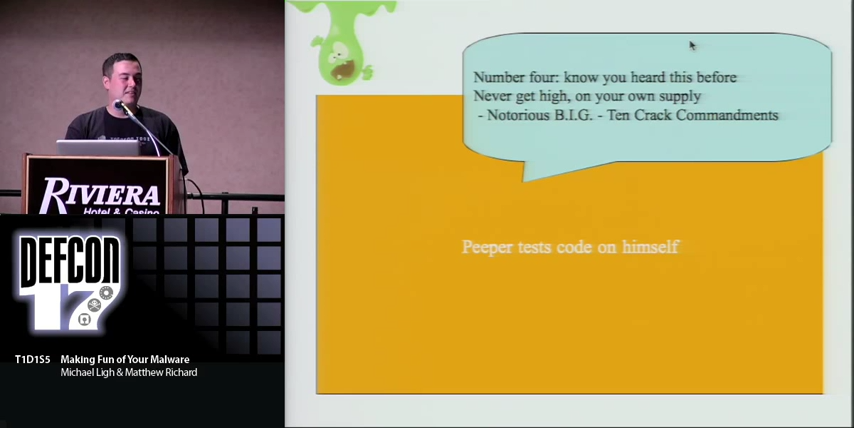 Number four: know you heard this before
Never get high, on your own supply
- Notorious B.I.G. - Ten Crack Commandments
Peeper tests code on himself
RIVIERA
Hotel & Casino
DEFCON
17
T1D1S5 Making Fun of Your Malware
Michael Ligh & Matthew Richard